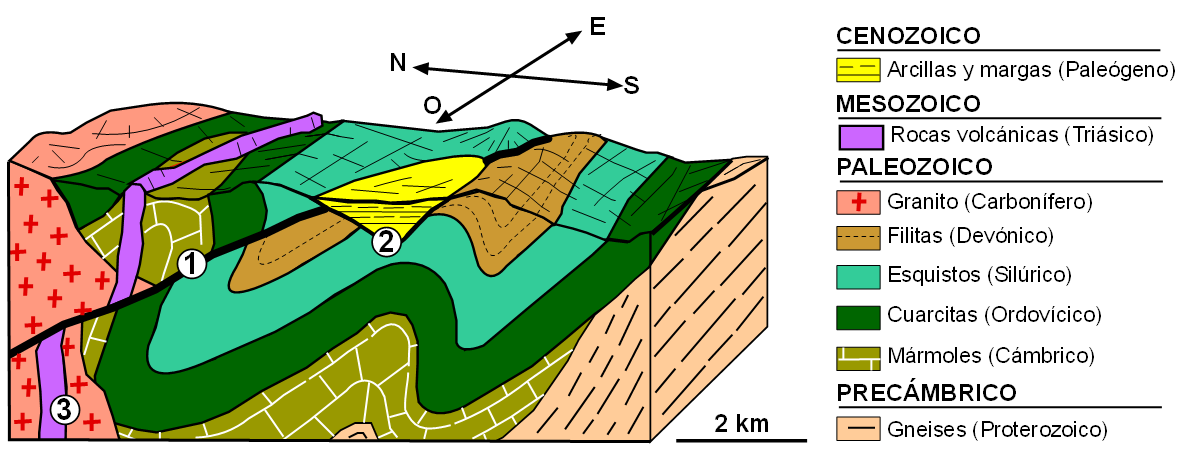 N
E
S
O
1
2
3
2 km
CENOZOICO
Arcillas y margas (Paleógeno)
MESOZOICO
Rocas volcánicas (Triásico)
PALEOZOICO
Granito (Carbonífero)
Filitas (Devónico)
Esquistos (Silúrico)
Cuarcitas (Ordovícico)
Mármoles (Cámbrico)
PRECÁMBRICO
Gneises (Proterozoico)